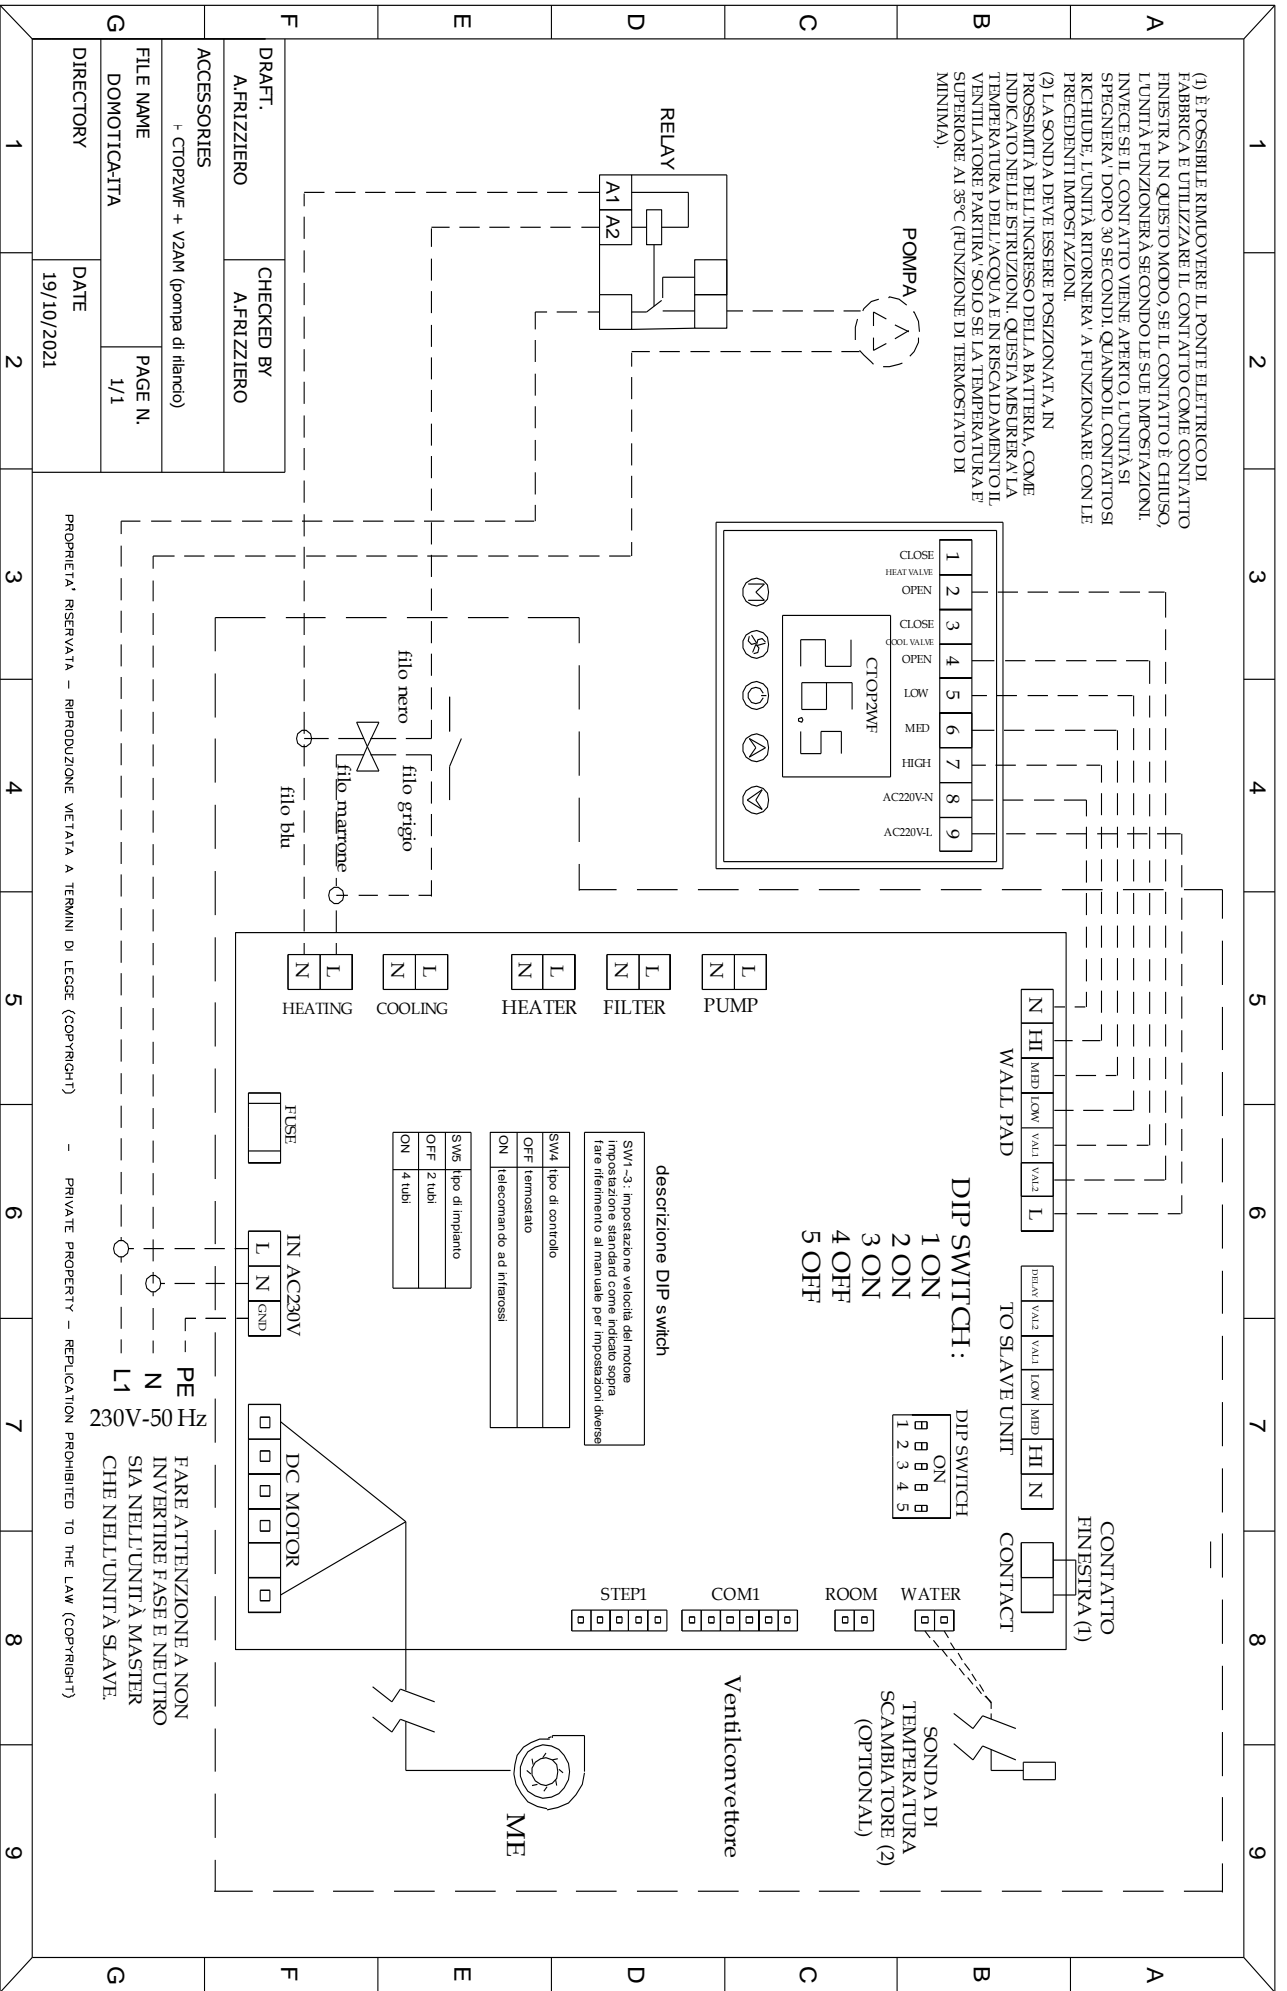 1 2 3 4 5 6 7 8 9
A B C D E F G
(1) È POSSIBILE RIMUOVERE IL PONTE ELETTRICO DI
FABBRICA E UTILIZZARE IL CONTATTO COME CONTATTO
FINESTRA. IN QUESTO MODO, SE IL CONTATTO È CHIUSO,
L'UNITÀ FUNZIONERÀ SECONDO LE SUE IMPOSTAZIONI.
INVECE SE IL CONTATTO VIENE APERTO, L'UNITÀ SI
SPEGNERA' DOPO 30 SECONDI. QUANDO IL CONTATTO SI
RICHIUDE, L'UNITÀ RITORNERA' A FUNZIONARE CON LE
PRECEDENTI IMPOSTAZIONI.
(2) LA SONDA DEVE ESSERE POSIZIONATA, IN
PROSSIMITÀ DELL'INGRESSO DELLA BATTERIA, COME
INDICATO NELLE ISTRUZIONI. QUESTA MISURERA' LA
TEMPERATURA DELL'ACQUA E IN RISCALDAMENTO IL
VENTILATORE PARTIRA' SOLO SE LA TEMPERATURA E'
SUPERIORE AI 35°C (FUNZIONE DI TERMOSTATO DI
MINIMA).
POMPA
RELAY
A1 A2
1 2 3 4 5 6 7 8 9
CLOSE
HEAT VALVE
OPEN
CLOSE
COOL VALVE
OPEN
LOW
MED
HIGH
AC220V-N
AC220V-L
CTOP2WF
26.5
M
filo nero
filo grigio
filo marrone
filo blu
N HI MED LOW VAL1 VAL2 L
WALL PAD
DELAY VAL2 VAL1 LOW MED HI N
TO SLAVE UNIT
CONTATTO
FINESTRA (1)
CONTACT
DIP SWITCH:
1 ON
2 ON
3 ON
4 OFF
5 OFF
DIP SWITCH
ON
1 2 3 4 5
WATER
ROOM
COM1
STEP1
SONDA DI
TEMPERATURA
SCAMBIATORE (2)
(OPTIONAL)
Ventilconvettore
ME
N L
PUMP
N L
FILTER
N L
HEATER
N L
COOLING
N L
HEATING
descrizione DIP switch
SW1~3: impostazione velocità del motore
impostazione standard come indicato sopra
fare riferimento al manuale per impostazioni diverse
SW4 tipo di controllo
OFF termostato
ON telecomando ad infrarossi
SW5 tipo di impianto
OFF 2 tubi
ON 4 tubi
FUSE
IN AC230V
L N GND
DC MOTOR
PE
N
L1
230V-50 Hz
FARE ATTENZIONE A NON
INVERTIRE FASE E NEUTRO
SIA NELL'UNITÀ MASTER
CHE NELL'UNITÀ SLAVE.
DRAFT.
A.FRIZZIERO
CHECKED BY
A.FRIZZIERO
ACCESSORIES
+ CTOP2WF + V2AM (pompa di rilancio)
FILE NAME
DOMOTICA-ITA
PAGE N.
1/1
DIRECTORY
DATE
19/10/2021
PROPRIETA' RISERVATA - RIPRODUZIONE VIETATA A TERMINI DI LEGGE (COPYRIGHT) - PRIVATE PROPERTY - REPLICATION PROHIBITED TO THE LAW (COPYRIGHT)
1 2 3 4 5 6 7 8 9
A B C D E F G